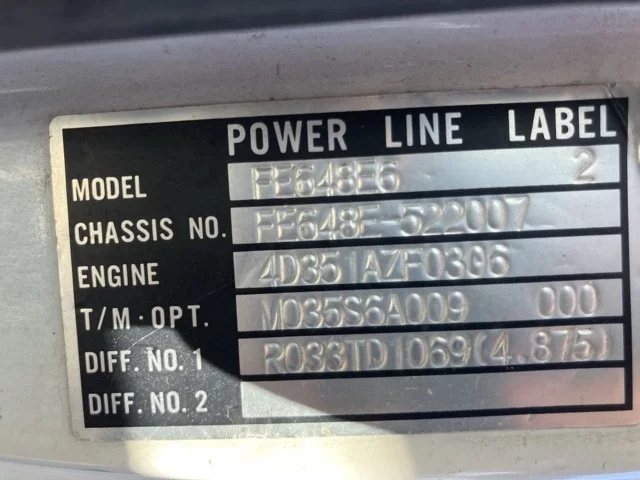 POWER LINE LABEL
MODEL FE648E6 2
CHASSIS NO. FE648E-522007
ENGINE 4D351AZF0306
T/M·OPT. M035S6A009 000
DIFF. NO. 1 R033TD1069(4.875)
DIFF. NO. 2